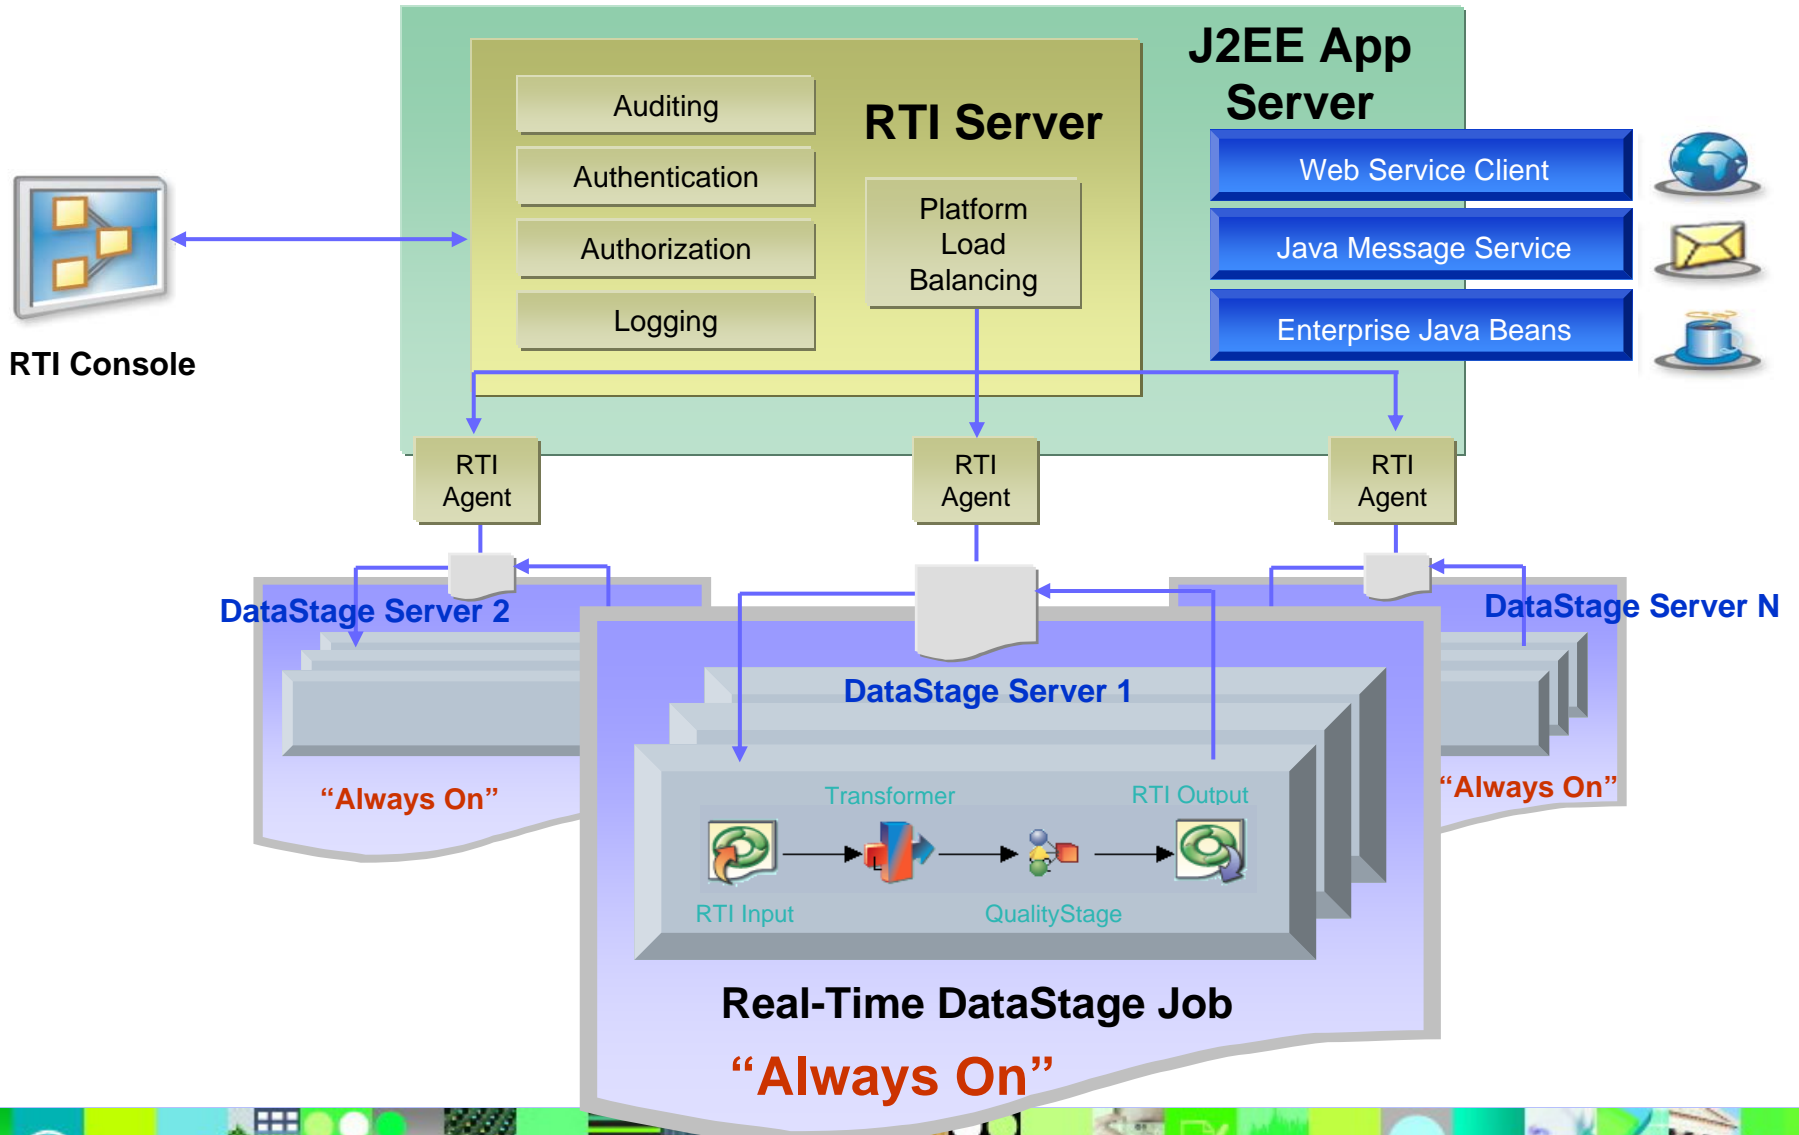 J2EE App
Server
RTI Server
Auditing
Authentication
Authorization
Logging
Platform
Load
Balancing
Web Service Client
Java Message Service
Enterprise Java Beans
RTI Console
RTI
Agent
RTI
Agent
RTI
Agent
DataStage Server 2
DataStage Server N
DataStage Server 1
"Always On"
"Always On"
Transformer
RTI Output
RTI Input
QualityStage
Real-Time DataStage Job
"Always On"